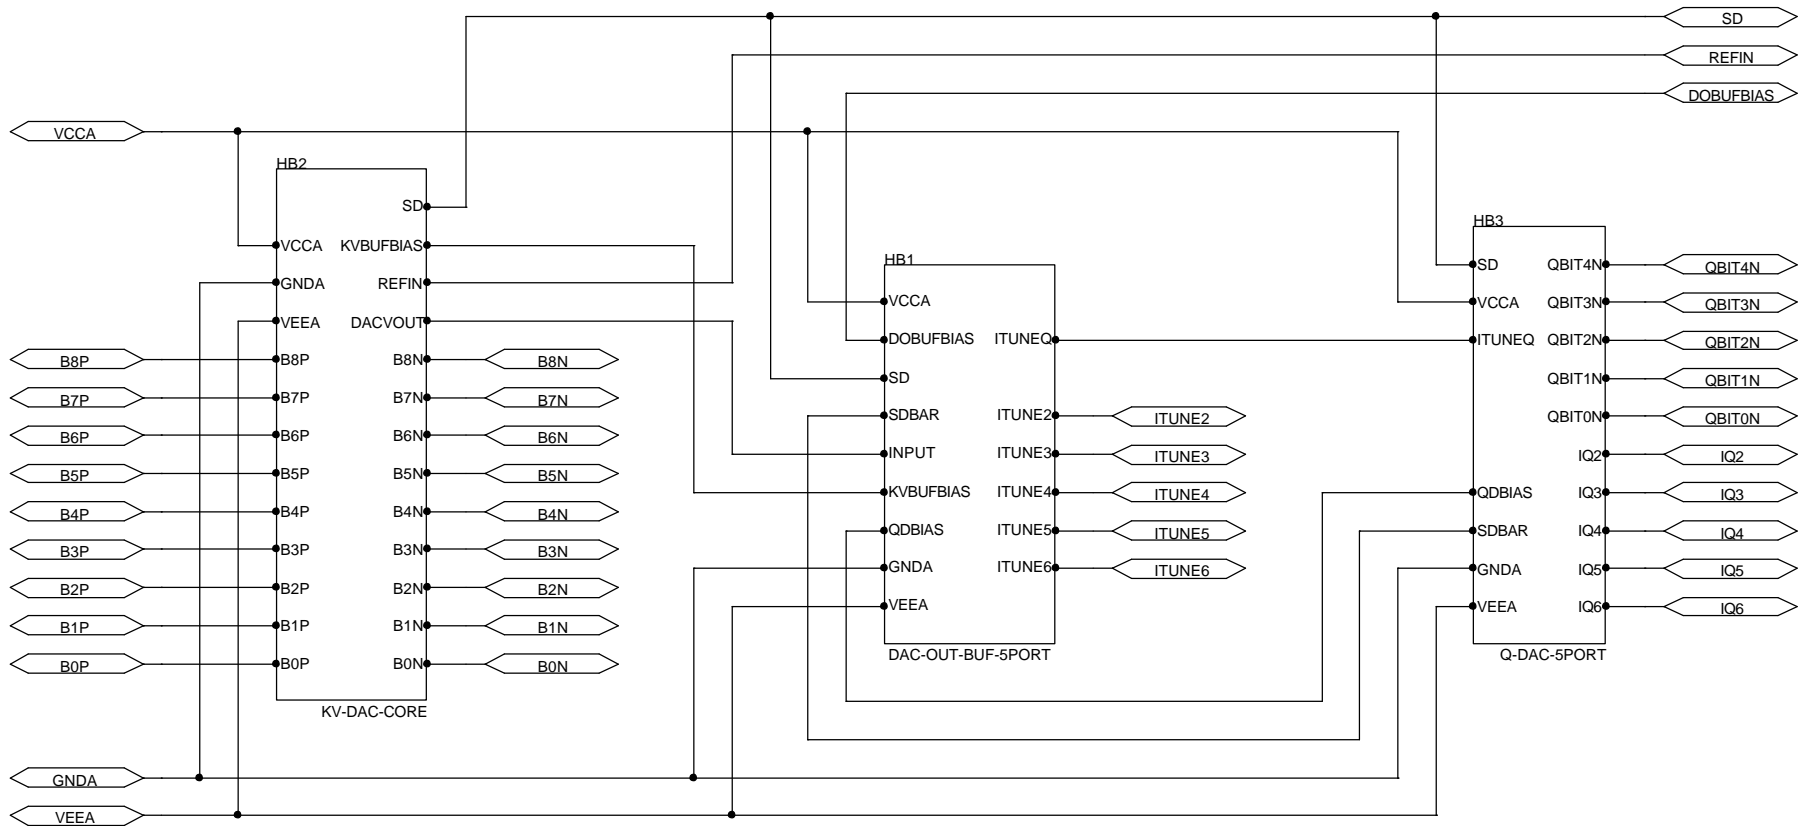 SD
REFIN
DOBUFBIAS
VCCA
HB2
SD
VCCA KVBUFBIAS
GNDA REFIN
VEEA DACVOUT
B8P B8P B8N B8N
B7P B7P B7N B7N
B6P B6P B6N B6N
B5P B5P B5N B5N
B4P B4P B4N B4N
B3P B3P B3N B3N
B2P B2P B2N B2N
B1P B1P B1N B1N
B0P B0P B0N B0N
KV-DAC-CORE
HB1
VCCA
DOBUFBIAS ITUNEQ
SD
SDBAR ITUNE2 ITUNE2
INPUT ITUNE3 ITUNE3
KVBUFBIAS ITUNE4 ITUNE4
QDBIAS ITUNE5 ITUNE5
GNDA ITUNE6 ITUNE6
VEEA
DAC-OUT-BUF-5PORT
HB3
SD QBIT4N QBIT4N
VCCA QBIT3N QBIT3N
ITUNEQ QBIT2N QBIT2N
QBIT1N QBIT1N
QBIT0N QBIT0N
IQ2 IQ2
QDBIAS IQ3 IQ3
SDBAR IQ4 IQ4
GNDA IQ5 IQ5
VEEA IQ6 IQ6
Q-DAC-5PORT
GNDA
VEEA